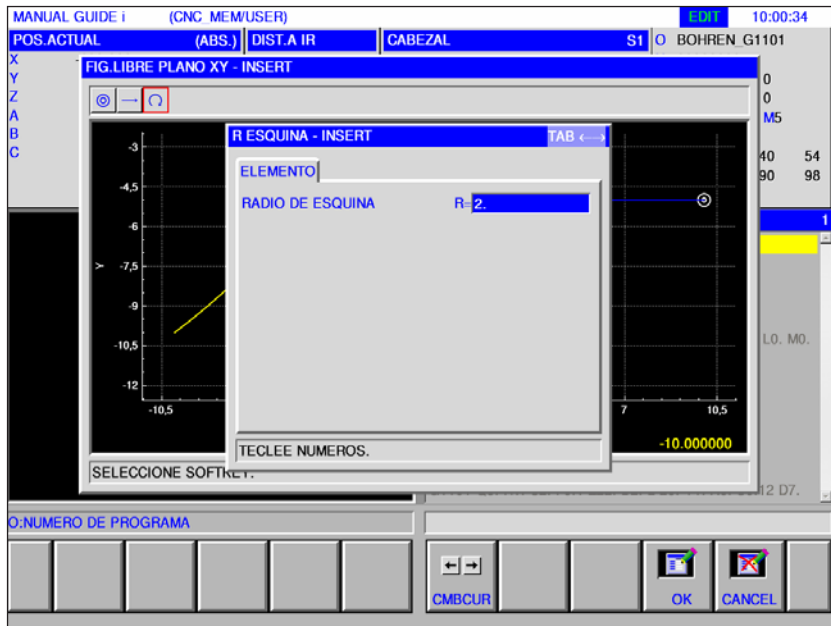 MANUAL GUIDE i (CNC_MEM/USER) EDIT 10:00:34
POS.ACTUAL (ABS.) DIST.A IR CABEZAL S1 O BOHREN_G1101
X
Y
Z
A
B
C
0
0
M5
40 54
90 98
1
FIG.LIBRE PLANO XY - INSERT
R ESQUINA - INSERT TAB ←→
ELEMENTO
RADIO DE ESQUINA R=2.
TECLEE NUMEROS.
-3
-4,5
-6
Y -7,5
-9
-10,5
-12
-10,5 7 10,5
-10.000000
L0. M0.
SELECCIONE SOFTKEY.
12 D7.
O:NUMERO DE PROGRAMA
CMBCUR OK CANCEL